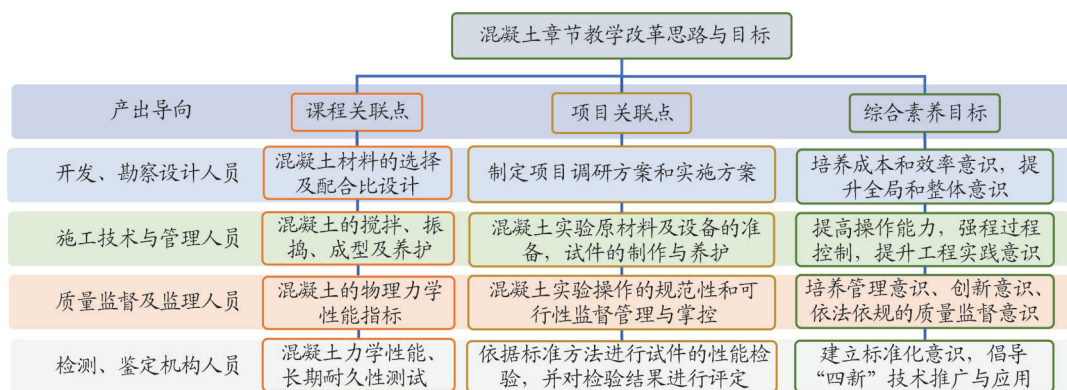 混凝土章节教学改革思路与目标
产出导向
课程关联点
项目关联点
综合素养目标
开发、勘察设计人员
混凝土材料的选择
及配合比设计
制定项目调研方案和实施方案
培养成本和效率意识，提
升全局和整体意识
施工技术与管理人员
混凝土的搅拌、振
捣、成型及养护
混凝土实验原材料及设备的准
备，试件的制作与养护
提高操作能力，强程过程
控制，提升工程实践意识
质量监督及监理人员
混凝土的物理力学
性能指标
混凝土实验操作的规范性和可
行性监督管理与掌控
培养管理意识、创新意识、
依法依规的质量监督意识
检测、鉴定机构人员
混凝土力学性能、
长期耐久性测试
依据标准方法进行试件的性能检
验，并对检验结果进行评定
建立标准化意识，倡导
“四新”技术推广与应用